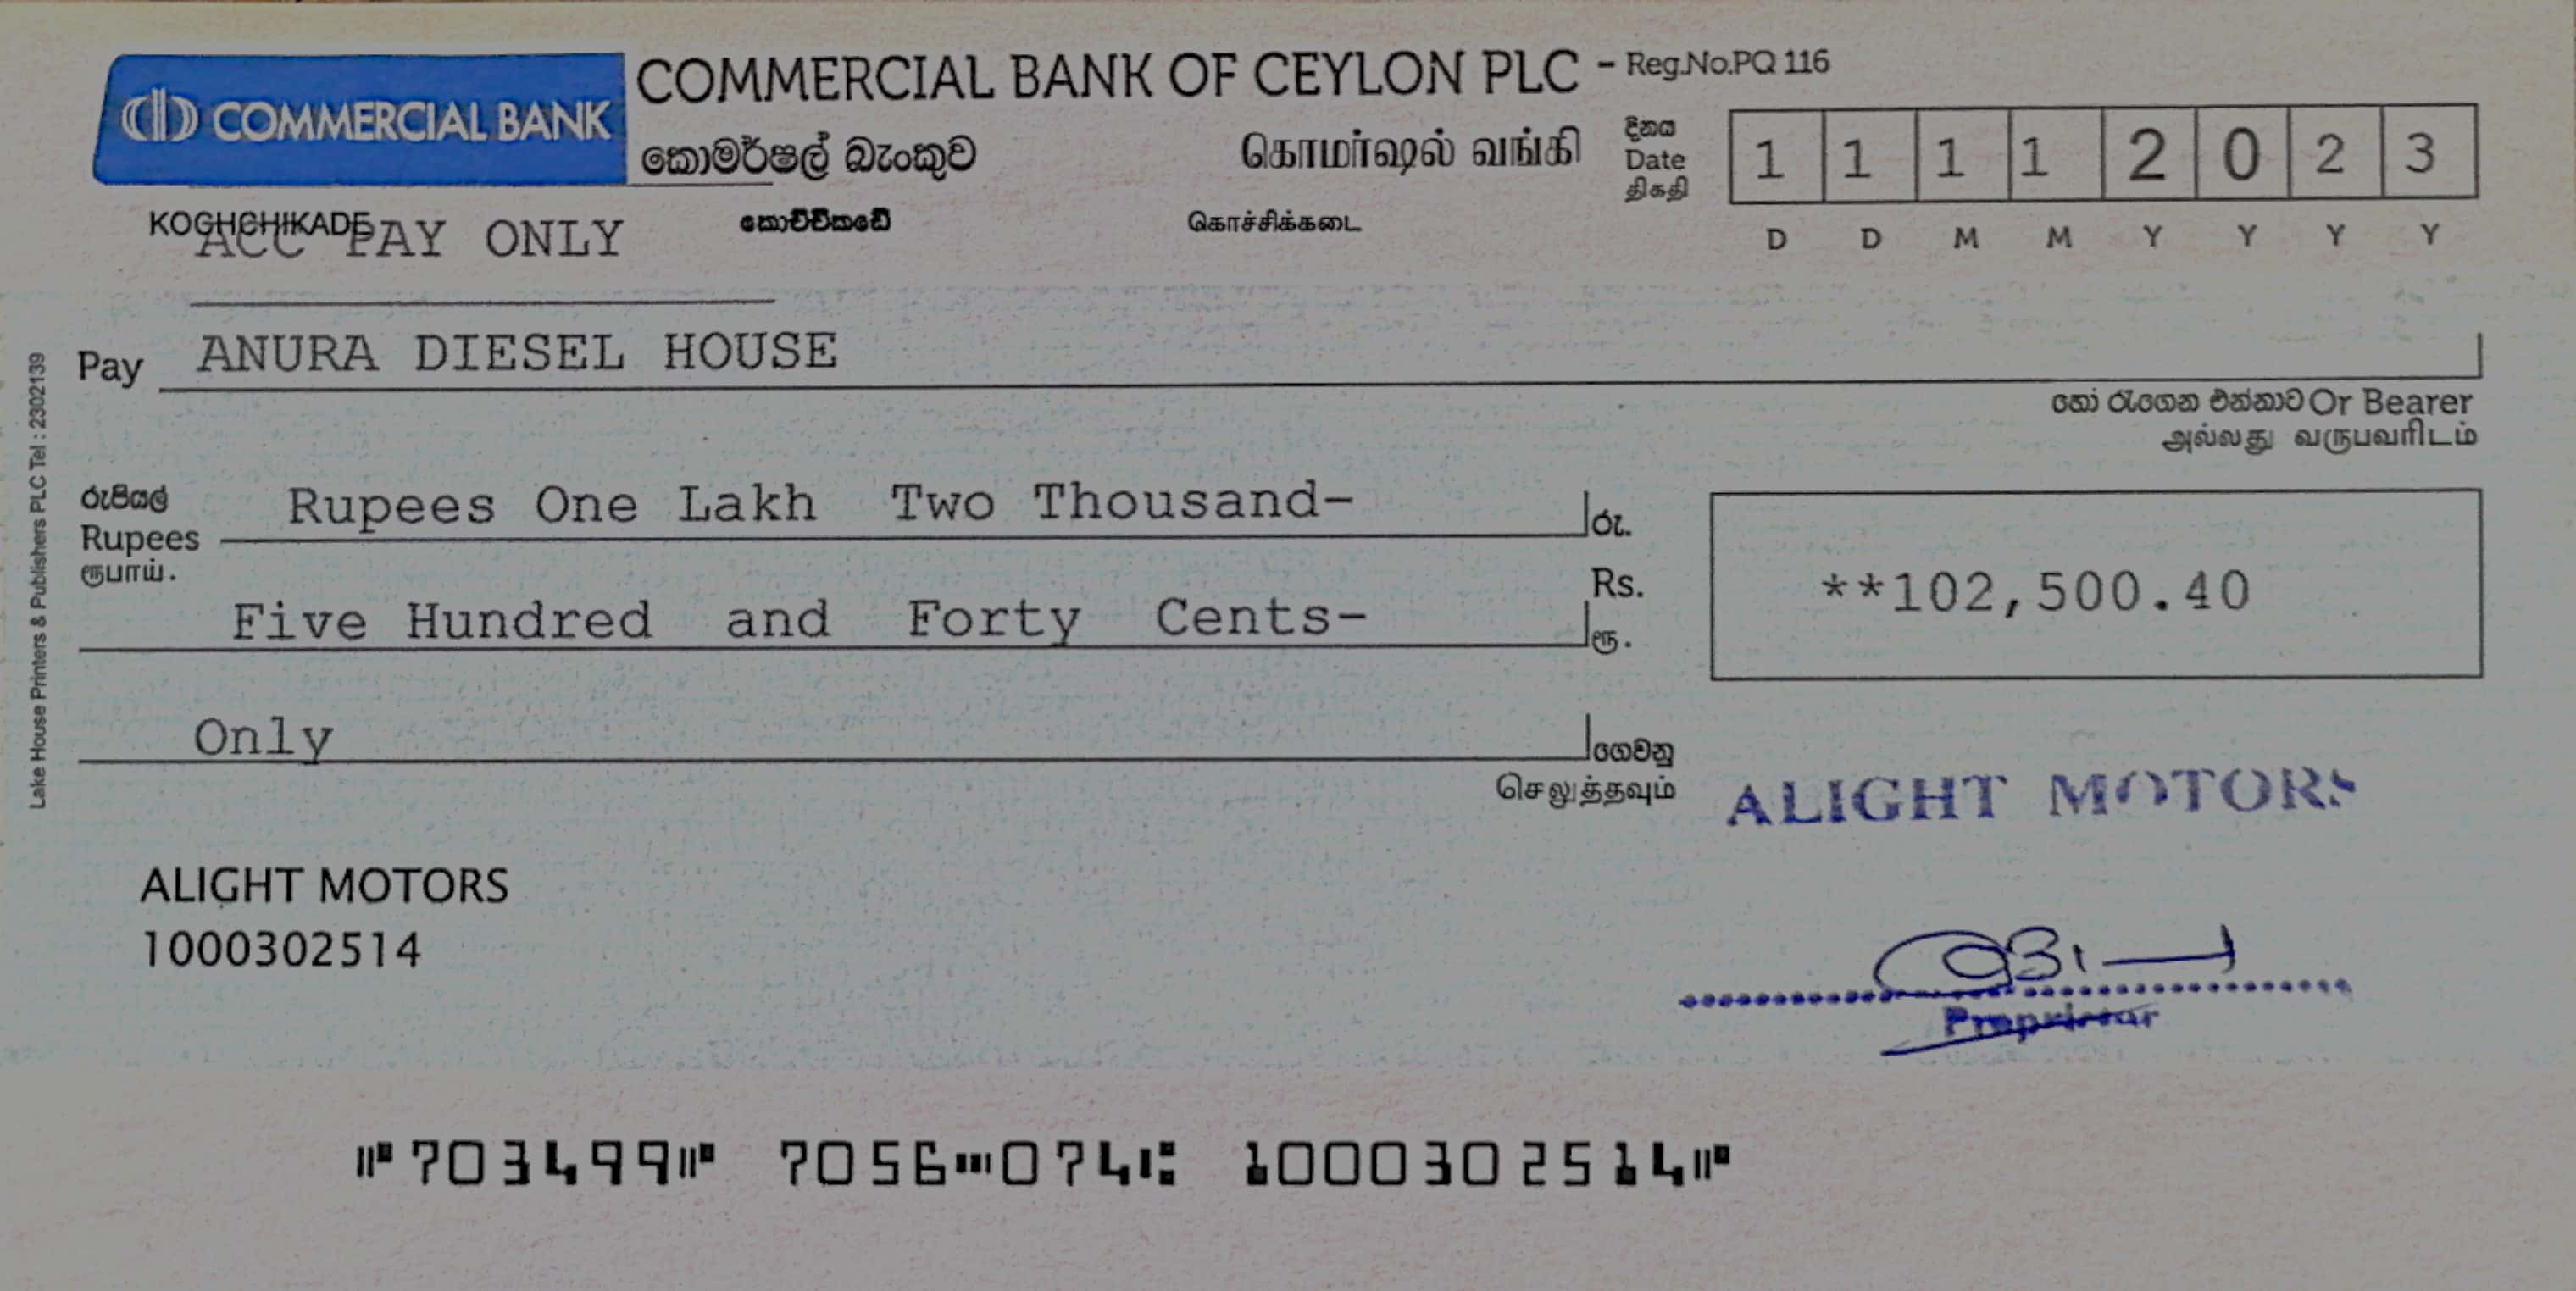 COMMERCIAL BANK
COMMERCIAL BANK OF CEYLON PLC - Reg.No.PQ 116
කොමර්ෂල් බැංකුව கொமர்ஷல் வங்கி
දිනය
Date
திகதி
1 1 1 1 2 0 2 3
D D M M Y Y Y Y
KOCHCHIKADE කොච්චිකඩේ கொச்சிக்கடை
ACC PAY ONLY
Pay ANURA DIESEL HOUSE
හෝ රැගෙන එන්නාට Or Bearer
அல்லது வருபவரிடம்
රුපියල්
Rupees
ரூபாய்.
Rupees One Lakh Two Thousand-
රු.
Rs.
ரூ.
**102,500.40
Five Hundred and Forty Cents-
Only
ගෙවනු
செலுத்தவும்
ALIGHT MOTORS
ALIGHT MOTORS
1000302514
Proprietor
⑈703499⑈ 7056⑉074⑆ 1000302514⑈
Lake House Printers & Publishers PLC Tel : 2302139